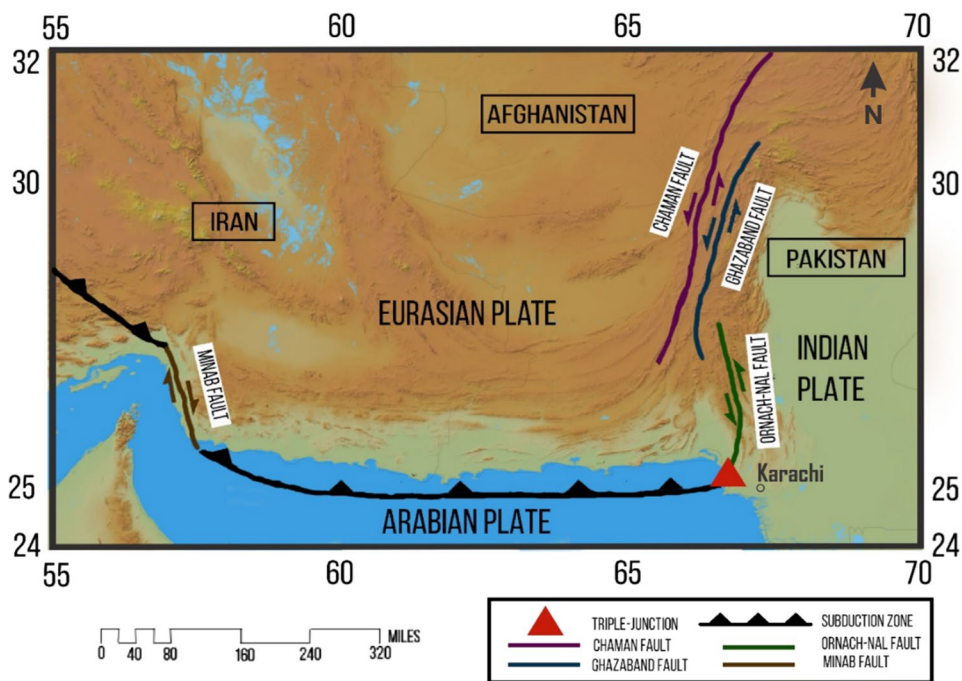 55
60
65
70
32
32
N
AFGHANISTAN
30
30
CHAMAN FAULT
GHAZABAND FAULT
IRAN
PAKISTAN
EURASIAN PLATE
INDIAN
PLATE
MINAB FAULT
ORNACH-NAL FAULT
Karachi
25
25
ARABIAN PLATE
24
24
55
60
65
70
MILES
0 40 80 160 240 320
TRIPLE-JUNCTION
SUBDUCTION ZONE
CHAMAN FAULT
ORNACH-NAL FAULT
GHAZABAND FAULT
MINAB FAULT